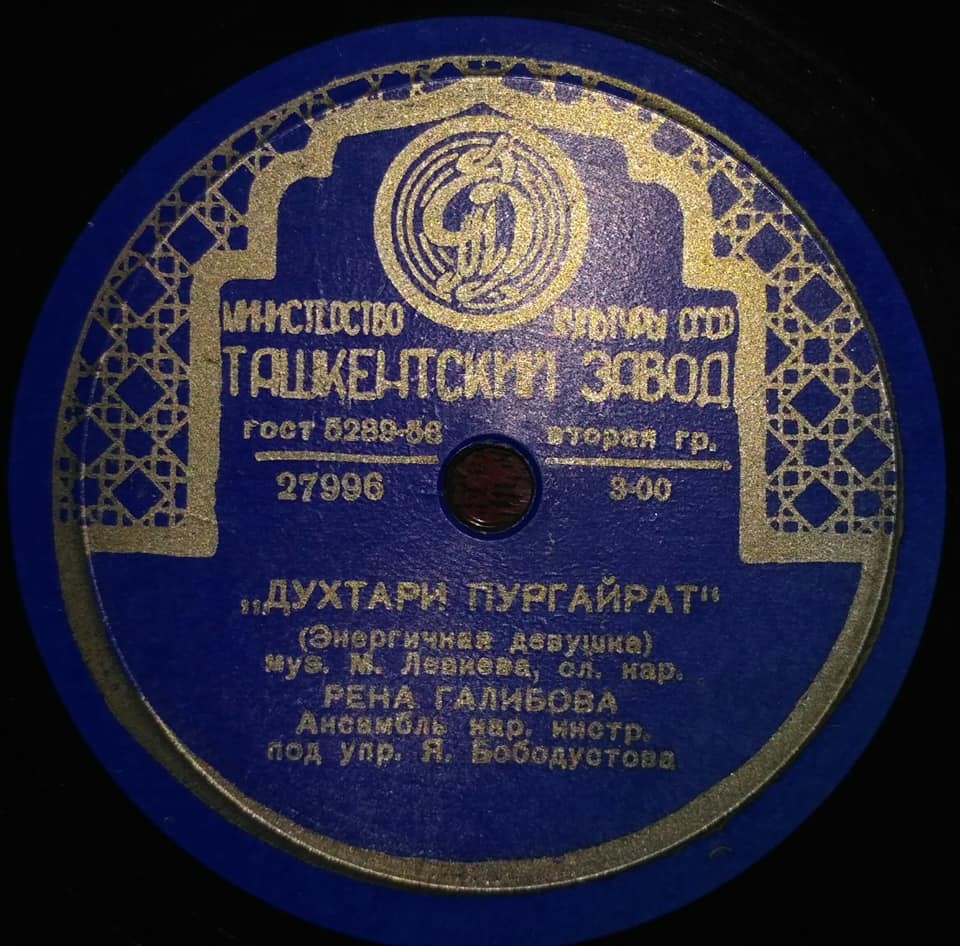 МИНИСТЕРСТВО КУЛЬТУРЫ СССР
ТАШКЕНТСКИЙ ЗАВОД
ГОСТ 5289-56 вторая гр.
27996 3-00
„ДУХТАРИ ПУРГАЙРАТ“
(Энергичная девушка)
муз. М. Левиева, сл. нар.
РЕНА ГАЛИБОВА
Ансамбль нар. инстр.
под упр. Я. Бободустова